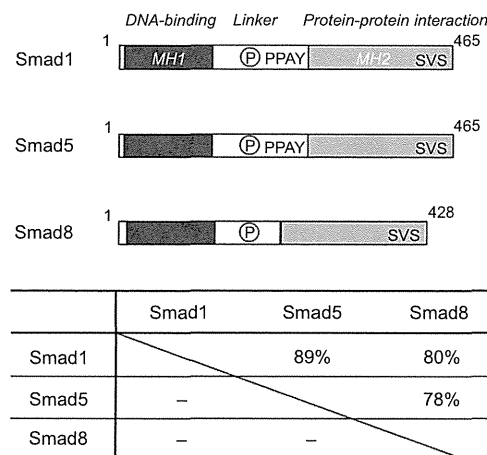 DNA-binding Linker Protein-protein interaction
1 465
Smad1 MH1 P PPAY MH2 SVS
1 465
Smad5 P PPAY SVS
1 428
Smad8 P SVS
Smad1 Smad5 Smad8
Smad1 89% 80%
Smad5 – 78%
Smad8 – –